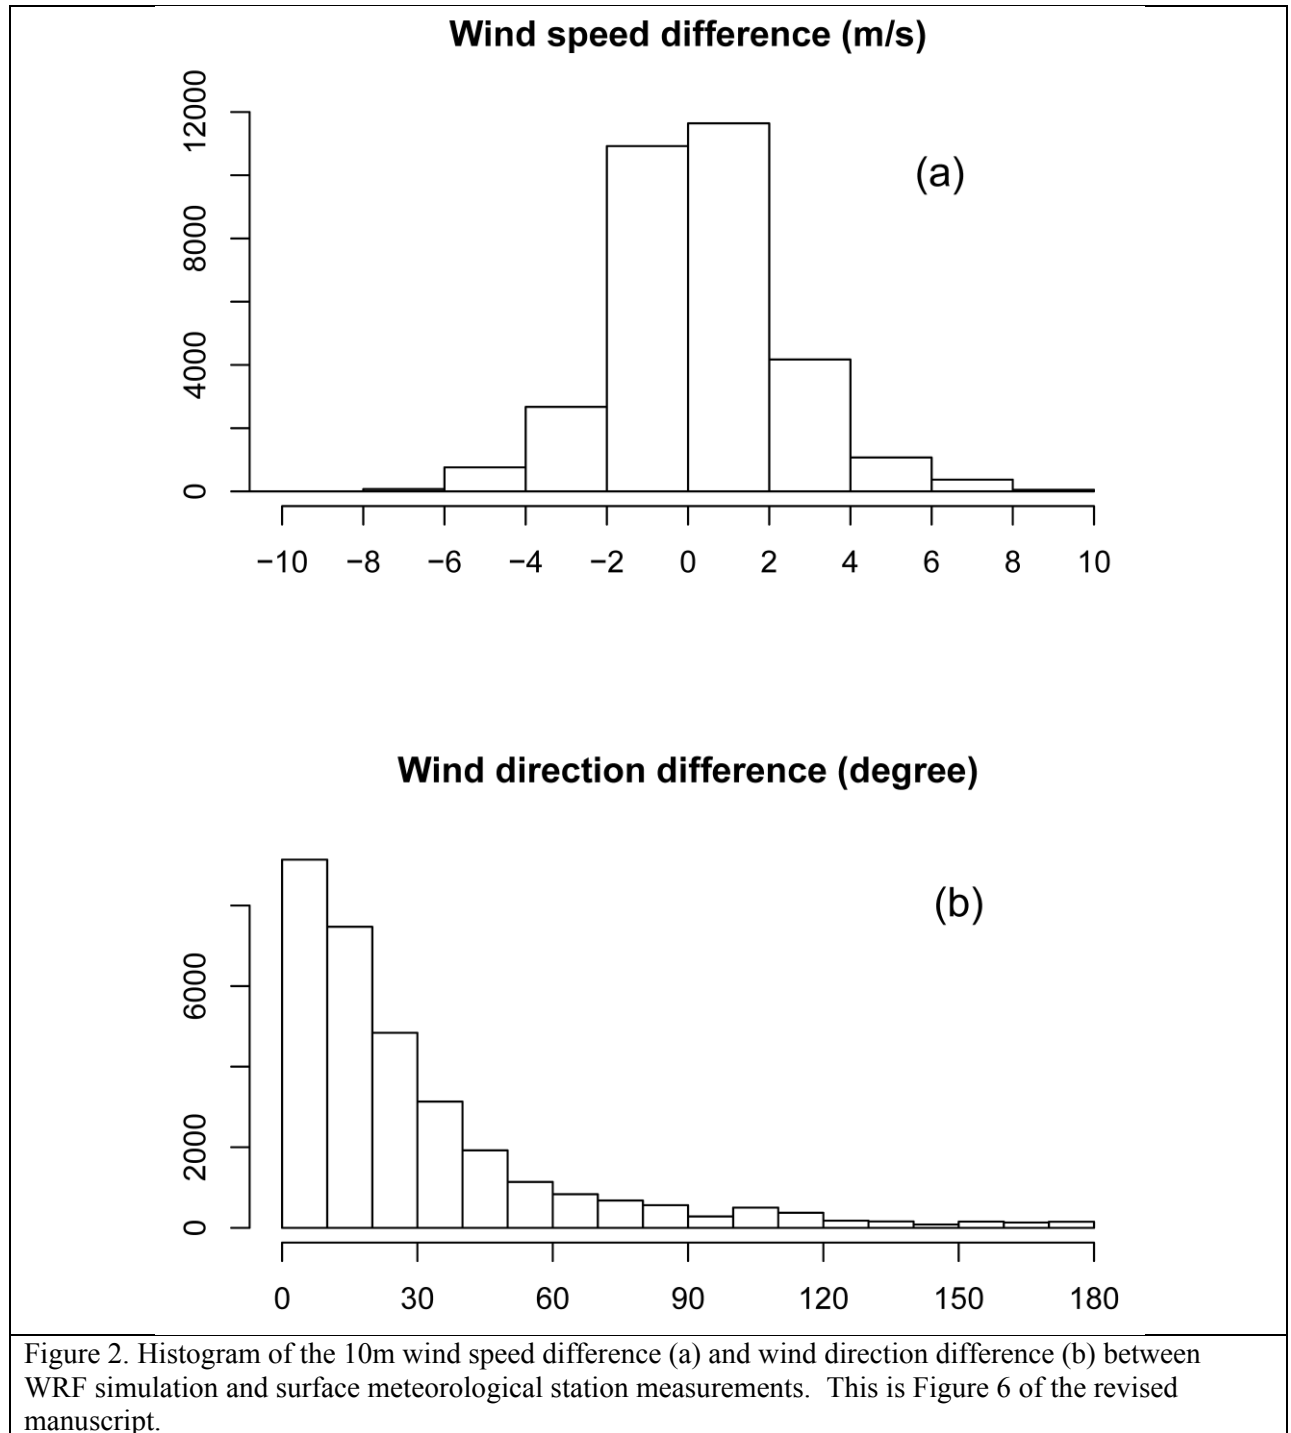 Wind speed difference (m/s)
(a)
12000
8000
4000
0
−10 −8 −6 −4 −2 0 2 4 6 8 10
Wind direction difference (degree)
(b)
6000
2000
0
0 30 60 90 120 150 180
Figure 2. Histogram of the 10m wind speed difference (a) and wind direction difference (b) between
WRF simulation and surface meteorological station measurements.  This is Figure 6 of the revised
manuscript.